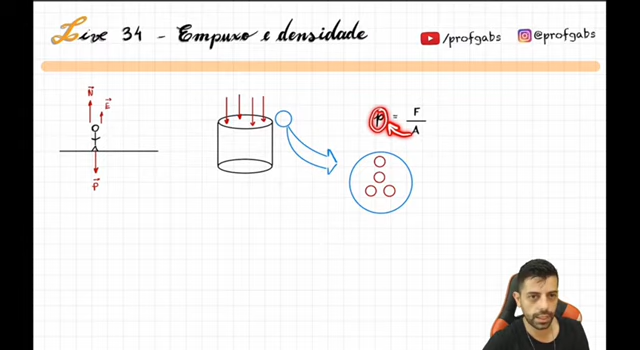 Live 34 - Empuxo e densidade
/profgabs
@profgabs
N
E
P
p = F
A